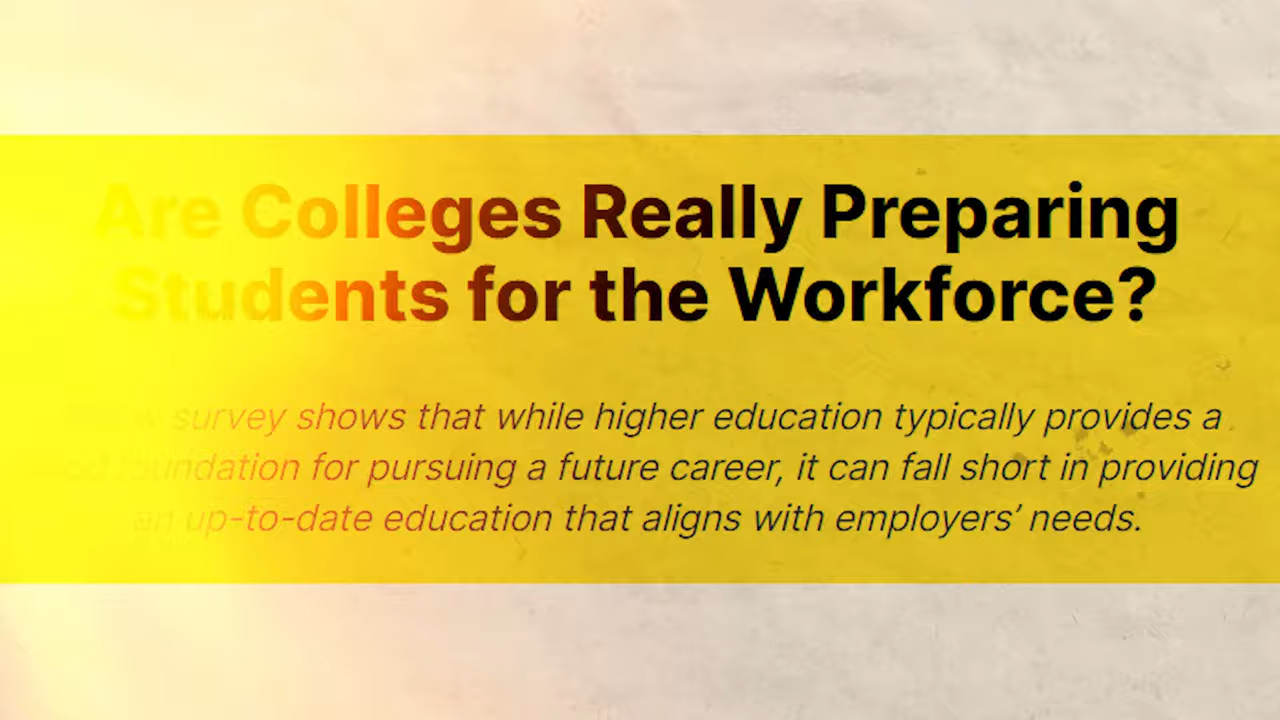 Are Colleges Really Preparing
Students for the Workforce?
survey shows that while higher education typically provides a
foundation for pursuing a future career, it can fall short in providing
an up-to-date education that aligns with employers’ needs.